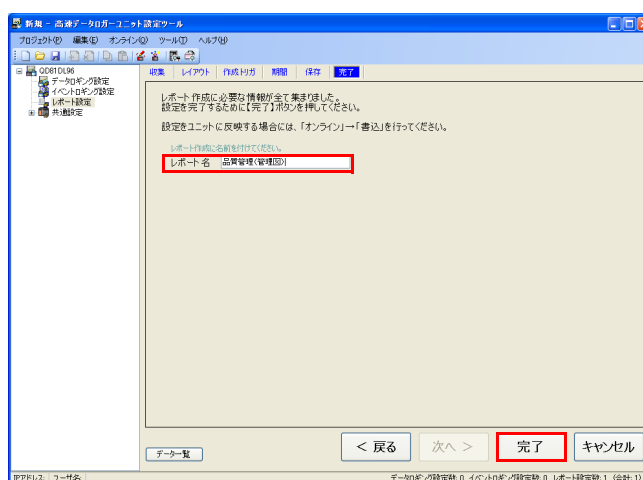 新規 - 高速データロガーユニット設定ツール
プロジェクト(P) 編集(E) オンライン(O) ツール(T) ヘルプ(H)
QD81DL96
データロギング設定
イベントロギング設定
レポート設定
共通設定
収集 レイアウト 作成トリガ 期間 保存 完了
レポート作成に必要な情報が全て集まりました。
設定を完了するために【完了】ボタンを押してください。
設定をユニットに反映する場合には、「オンライン」→「書込」を行ってください。
レポート作成に名前を付けてください。
レポート名 品質管理(管理図)
データ一覧 < 戻る 次へ > 完了 キャンセル
IPアドレス: ユーザ名: データロギング設定数: 0 イベントロギング設定数: 0 レポート設定数: 1 (合計: 1)